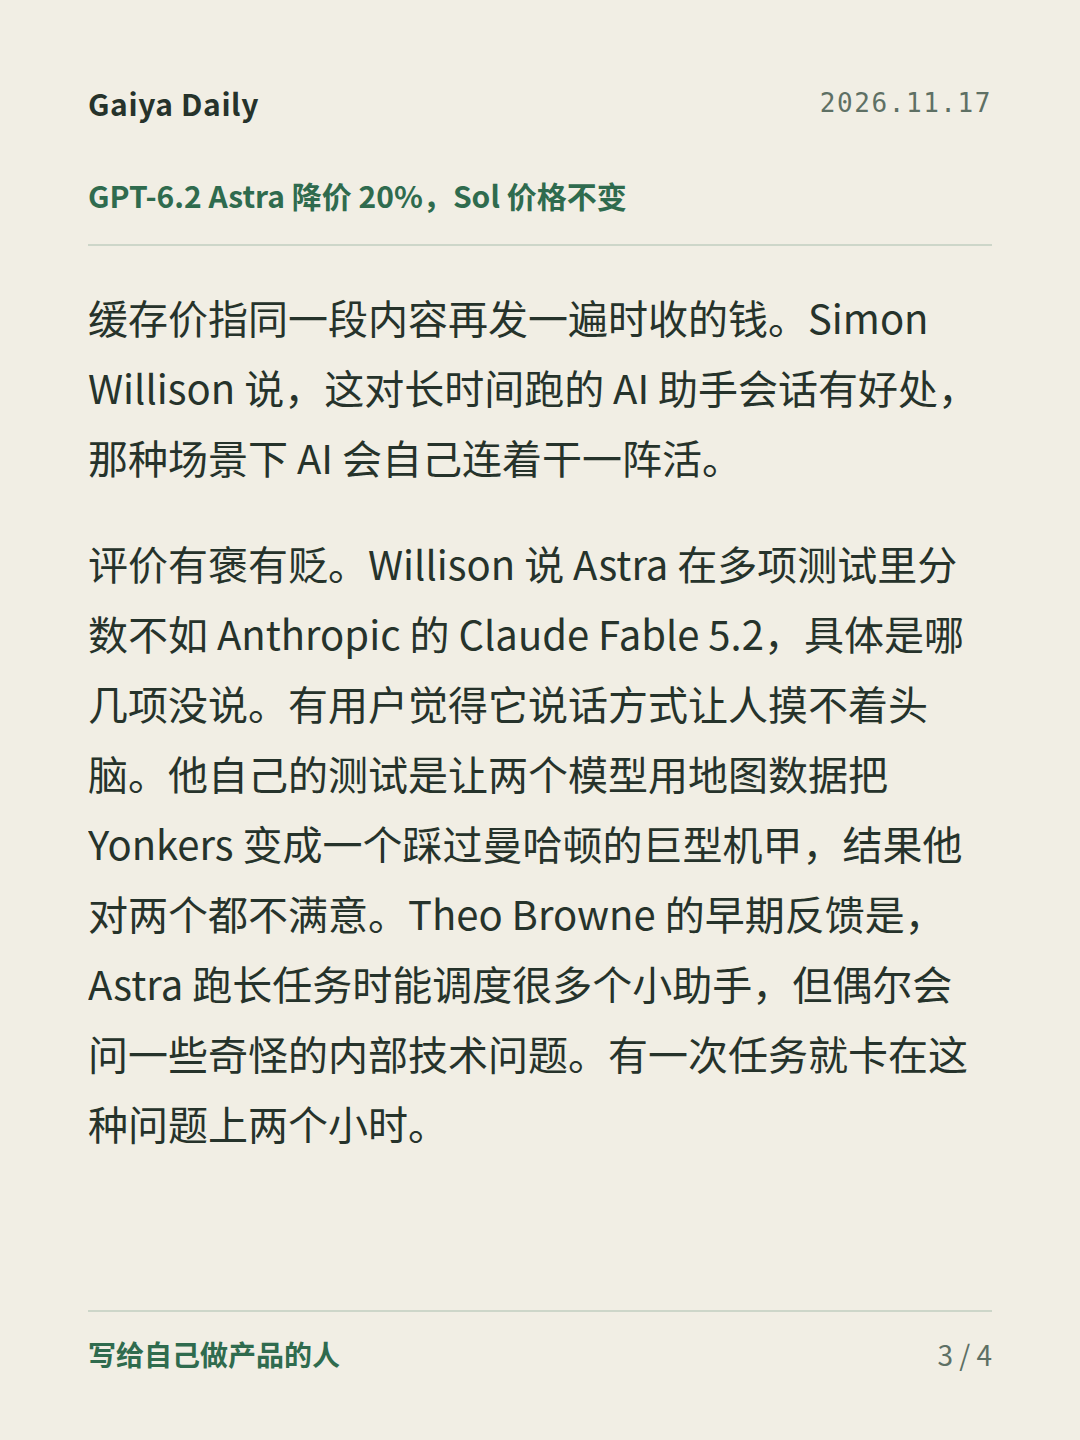 Gaiya Daily
2026.11.17
GPT-6.2 Astra 降价 20%，Sol 价格不变
缓存价指同一段内容再发一遍时收的钱。Simon
Willison 说，这对长时间跑的 AI 助手会话有好处，
那种场景下 AI 会自己连着干一阵活。
评价有褒有贬。Willison 说 Astra 在多项测试里分
数不如 Anthropic 的 Claude Fable 5.2，具体是哪
几项没说。有用户觉得它说话方式让人摸不着头
脑。他自己的测试是让两个模型用地图数据把
Yonkers 变成一个踩过曼哈顿的巨型机甲，结果他
对两个都不满意。Theo Browne 的早期反馈是，
Astra 跑长任务时能调度很多个小助手，但偶尔会
问一些奇怪的内部技术问题。有一次任务就卡在这
种问题上两个小时。
写给自己做产品的人
3 / 4